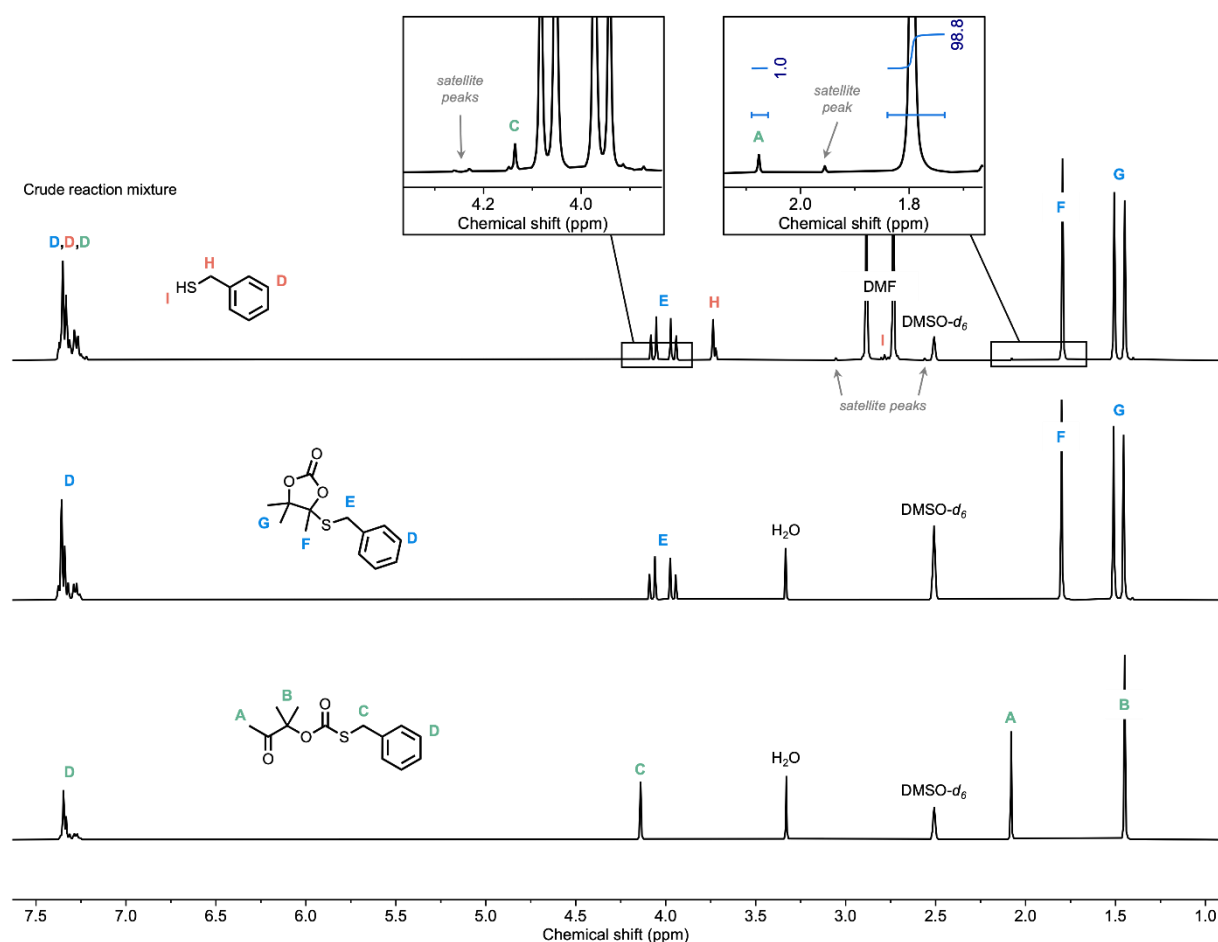 satellite
peaks
C
4.2 4.0
Chemical shift (ppm)
1.0
98.8
satellite
peak
A
2.0 1.8
Chemical shift (ppm)
Crude reaction mixture
D,D,D
H
HS
I
D
E
H
DMF
I
DMSO-d6
F
G
satellite peaks
D
O
O
O
E
G
S
F
D
E
H2O
DMSO-d6
F
G
D
B
A
O
C
O
S
O
D
C
H2O
DMSO-d6
A
B
7.5 7.0 6.5 6.0 5.5 5.0 4.5 4.0 3.5 3.0 2.5 2.0 1.5 1.0
Chemical shift (ppm)